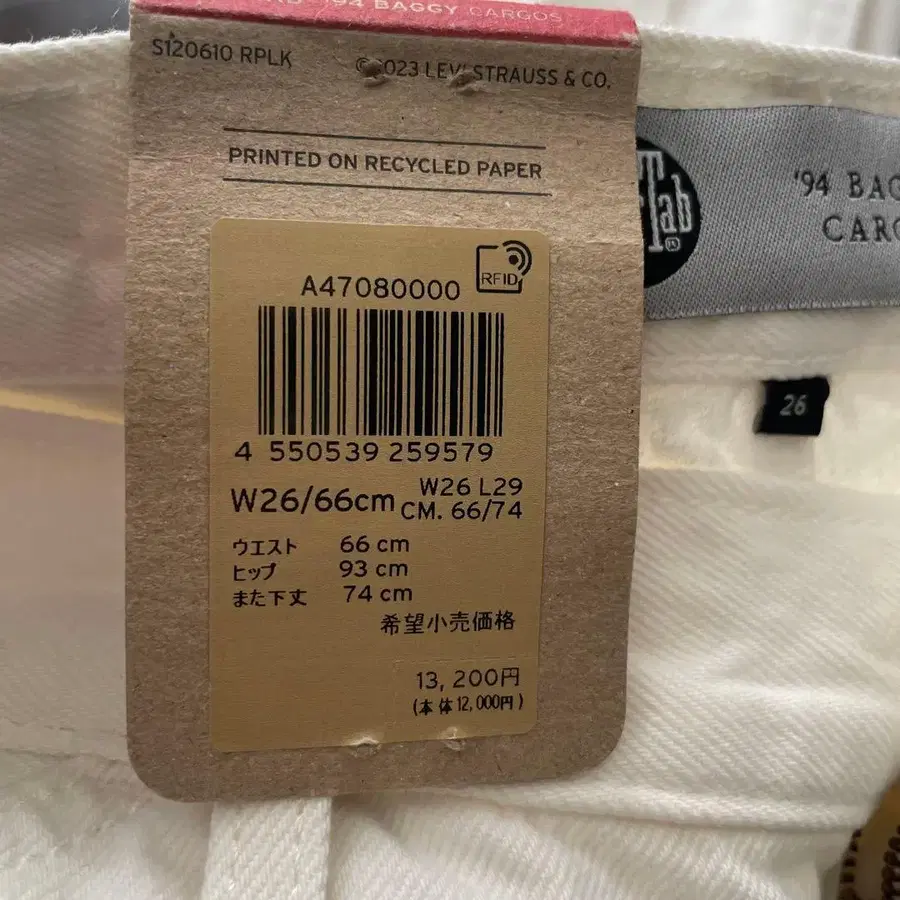 '94 BAGGY CARGOS
S120610 RPLK
©2023 LEVI STRAUSS & CO.
PRINTED ON RECYCLED PAPER
RFID
A47080000
4 550539 259579
W26/66cm
W26 L29
CM. 66/74
ウエスト 66 cm
ヒップ 93 cm
また下丈 74 cm
希望小売価格
13,200円
(本体12,000円)
Tab
®
'94 BAG
CARG
26